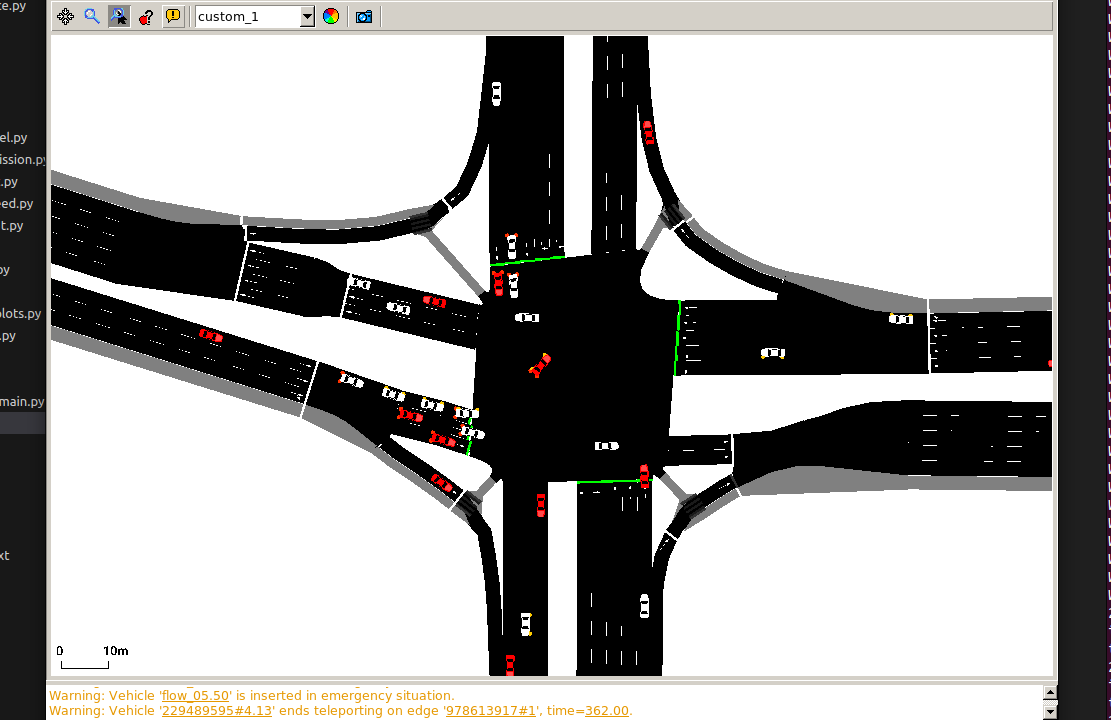 te.py
custom_1
el.py
ission.py
t.py
eed.py
t.py
py
lots.py
.py
main.py
xt
0 10m
Warning: Vehicle 'flow_05.50' is inserted in emergency situation.
Warning: Vehicle '229489595#4.13' ends teleporting on edge '978613917#1', time=362.00.